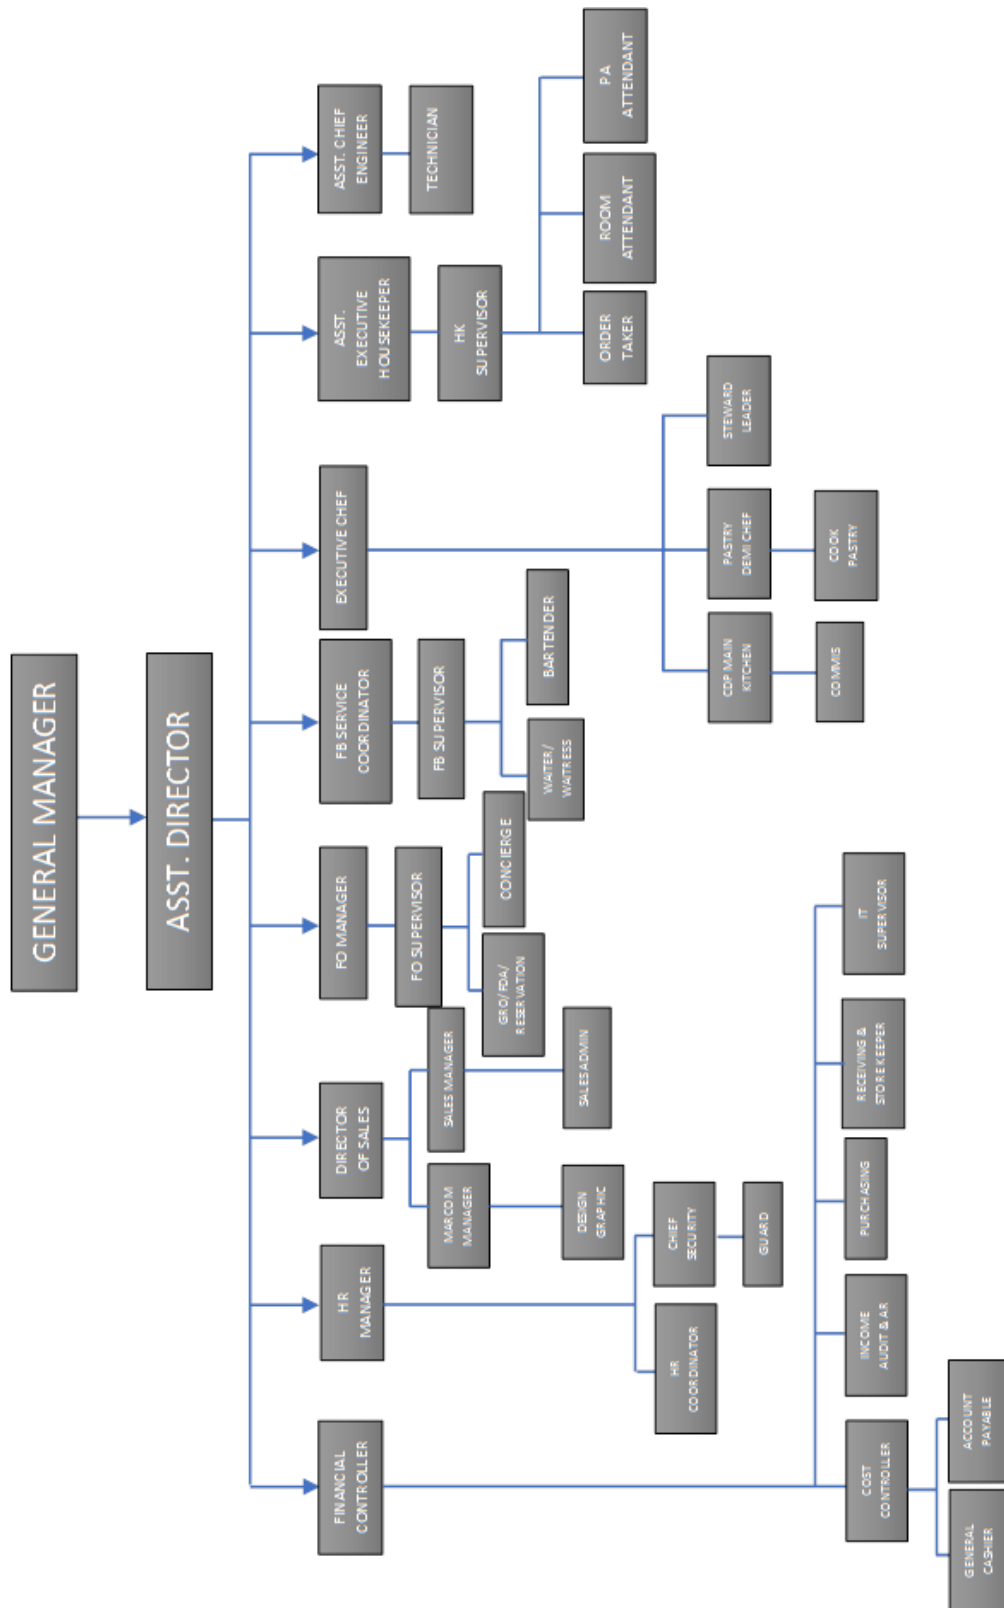 GENERAL MANAGER
ASST. DIRECTOR
FINANCIAL
CONTROLLER
HR
MANAGER
DIRECTOR
OF SALES
FO MANAGER
FB SERVICE
COORDINATOR
EXECUTIVE CHEF
ASST.
EXECUTIVE
HOUSEKEEPER
ASST. CHIEF
ENGINEER
MARCOM
MANAGER
SALES MANAGER
FO SUPERVISOR
FB SUPERVISOR
HK
SUPERVISOR
TECHNICIAN
GRO/FDA/
RESERVATION
CONCIERGE
WAITER/
WAITRESS
BARTENDER
DESIGN
GRAPHIC
SALES ADMIN
ORDER
TAKER
ROOM
ATTENDANT
PA
ATTENDANT
HR
COORDINATOR
CHIEF
SECURITY
CDP MAIN
KITCHEN
PASTRY
DEMI CHEF
STEWARD
LEADER
GUARD
COMMIS
COOK
PASTRY
COST
CONTROLLER
INCOME
AUDIT & AR
PURCHASING
RECEIVING &
STOREKEEPER
IT
SUPERVISOR
GENERAL
CASHIER
ACCOUNT
PAYABLE